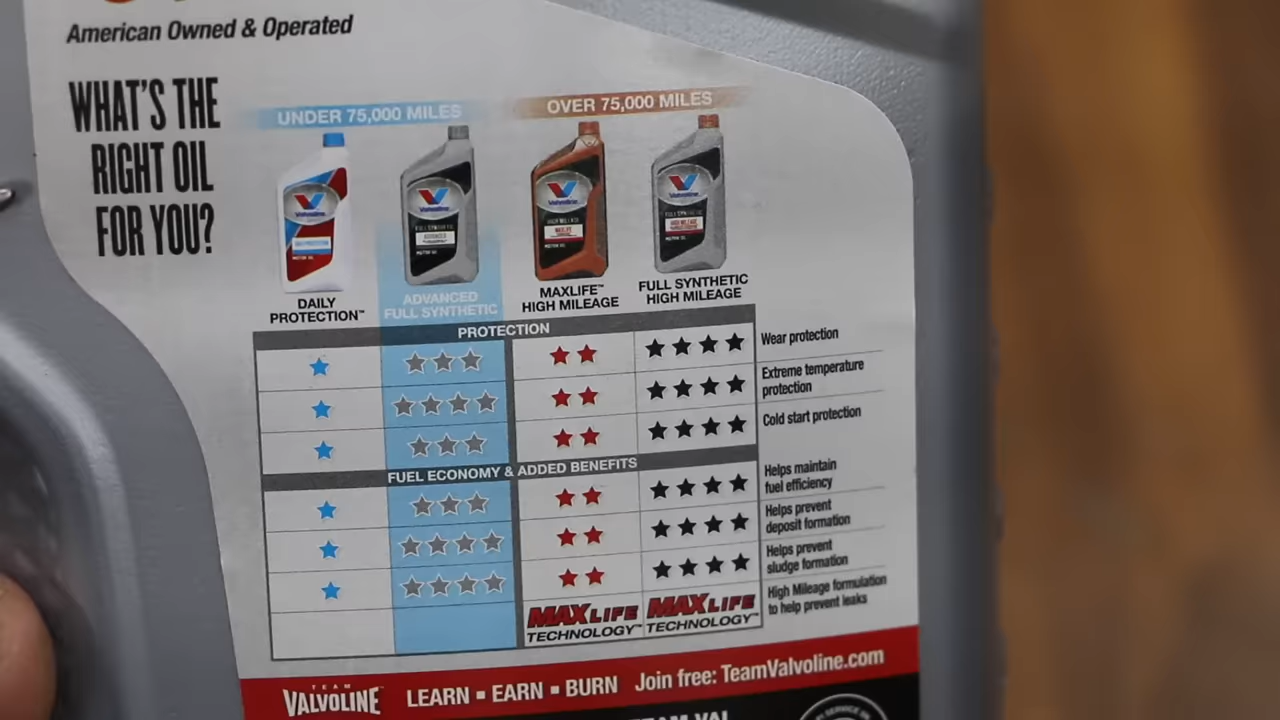 American Owned & Operated
WHAT'S THE
RIGHT OIL
FOR YOU?
UNDER 75,000 MILES
OVER 75,000 MILES
DAILY
PROTECTION™
ADVANCED
FULL SYNTHETIC
MAXLIFE™
HIGH MILEAGE
FULL SYNTHETIC
HIGH MILEAGE
PROTECTION
Wear protection
Extreme temperature
protection
Cold start protection
FUEL ECONOMY & ADDED BENEFITS
Helps maintain
fuel efficiency
Helps prevent
deposit formation
Helps prevent
sludge formation
High Mileage formulation
to help prevent leaks
MAXLIFE
TECHNOLOGY™
MAXLIFE
TECHNOLOGY™
TEAM
VALVOLINE™
LEARN ▪ EARN ▪ BURN Join free: TeamValvoline.com